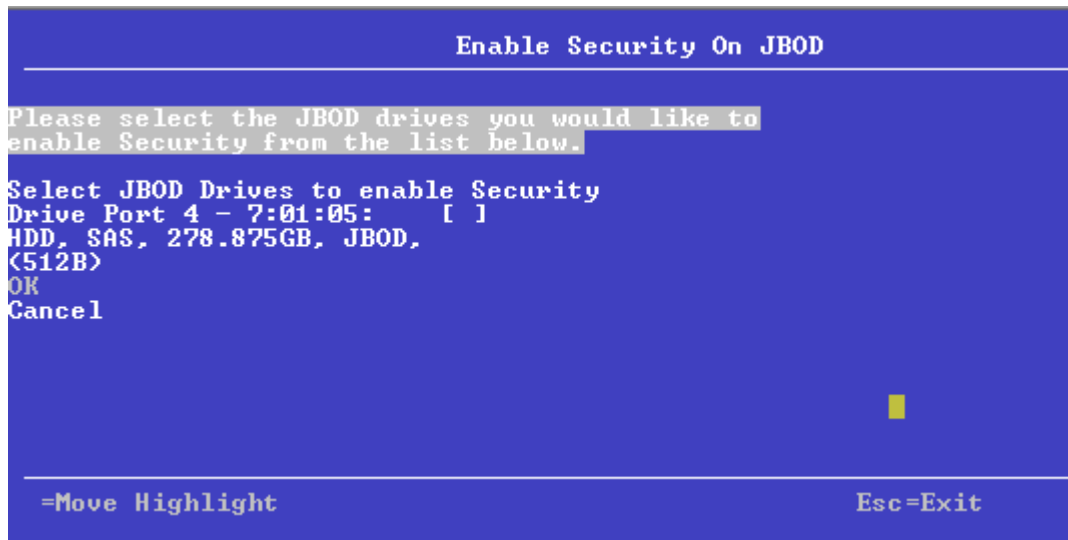 Enable Security On JBOD
Please select the JBOD drives you would like to
enable Security from the list below.
Select JBOD Drives to enable Security
Drive Port 4 - 7:01:05: [ ]
HDD, SAS, 278.875GB, JBOD,
(512B)
OK
Cancel
=Move Highlight Esc=Exit